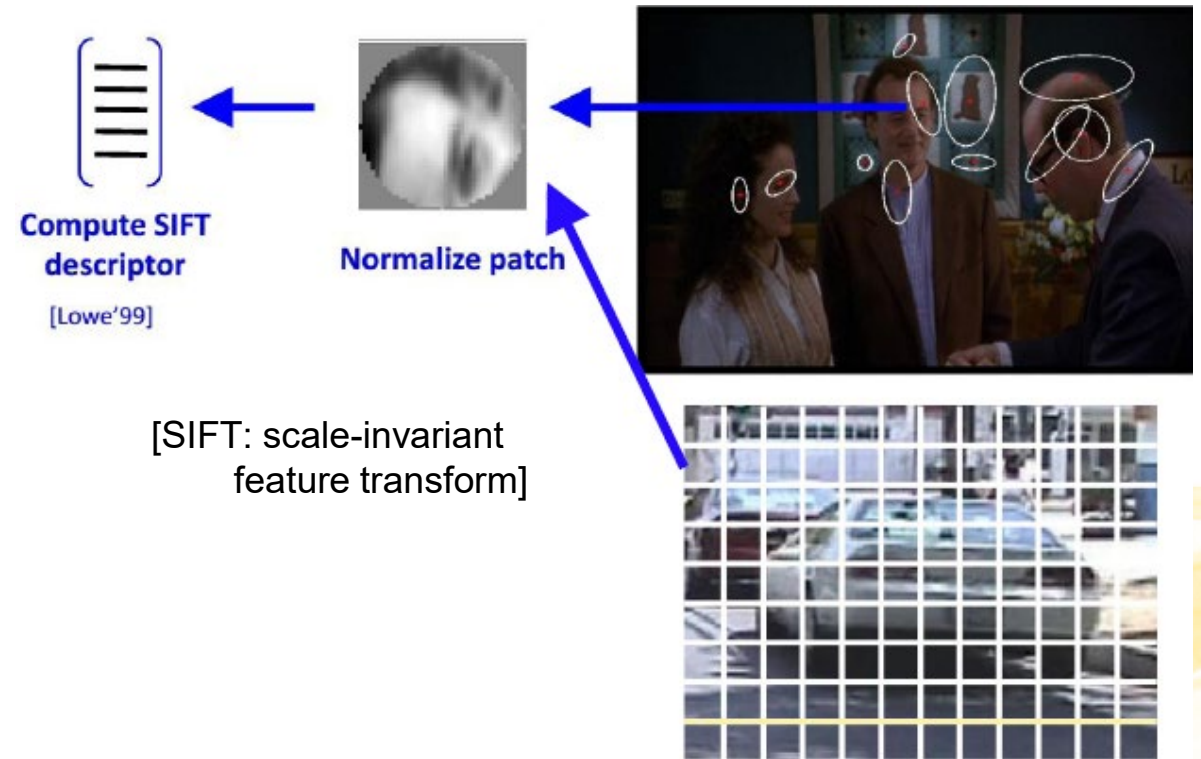 Compute SIFT
descriptor
[Lowe'99]
Normalize patch
[SIFT: scale-invariant
feature transform]